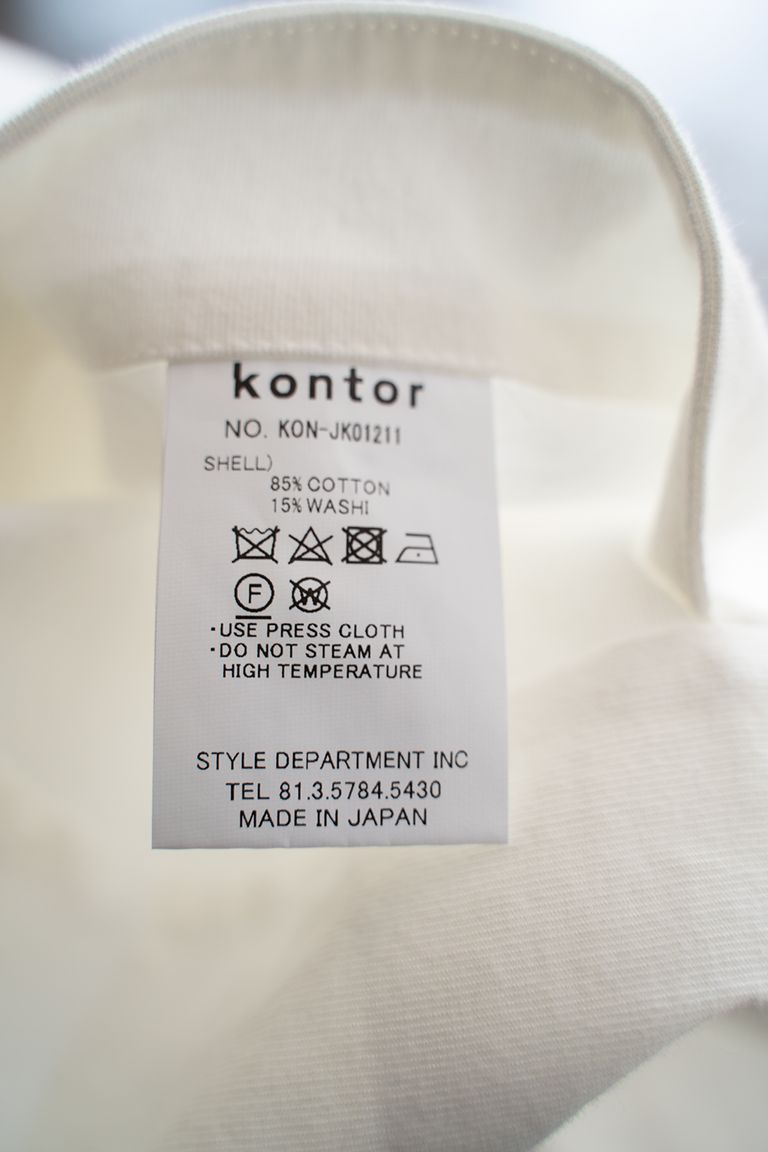 kontor
NO. KON-JK01211
SHELL)
85% COTTON
15% WASHI
F W
・USE PRESS CLOTH
・DO NOT STEAM AT
HIGH TEMPERATURE
STYLE DEPARTMENT INC
TEL 81.3.5784.5430
MADE IN JAPAN